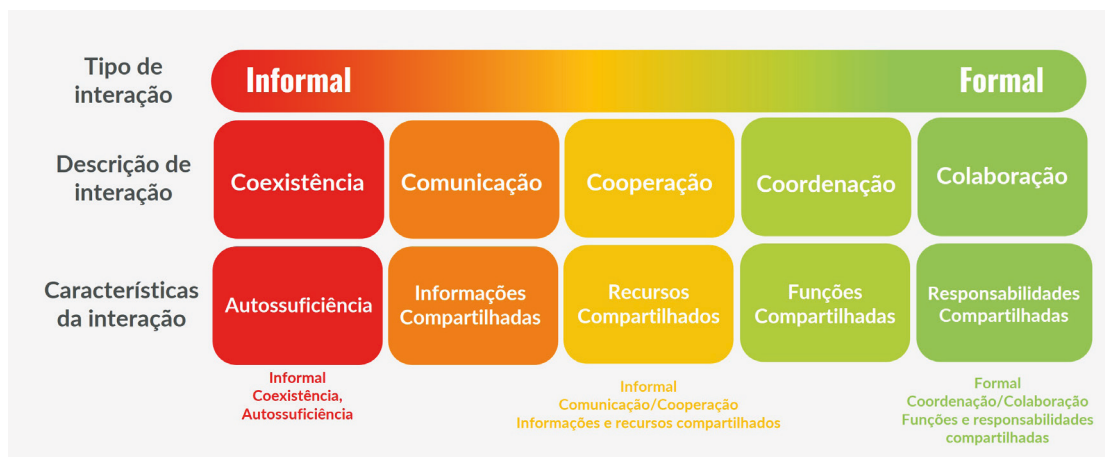 Tipo de
interação
Informal
Formal
Descrição de
interação
Coexistência
Comunicação
Cooperação
Coordenação
Colaboração
Características
da interação
Autossuficiência
Informações
Compartilhadas
Recursos
Compartilhados
Funções
Compartilhadas
Responsabilidades
Compartilhadas
Informal
Coexistência,
Autossuficiência
Informal
Comunicação/Cooperação
Informações e recursos compartilhados
Formal
Coordenação/Colaboração
Funções e responsabilidades
compartilhadas